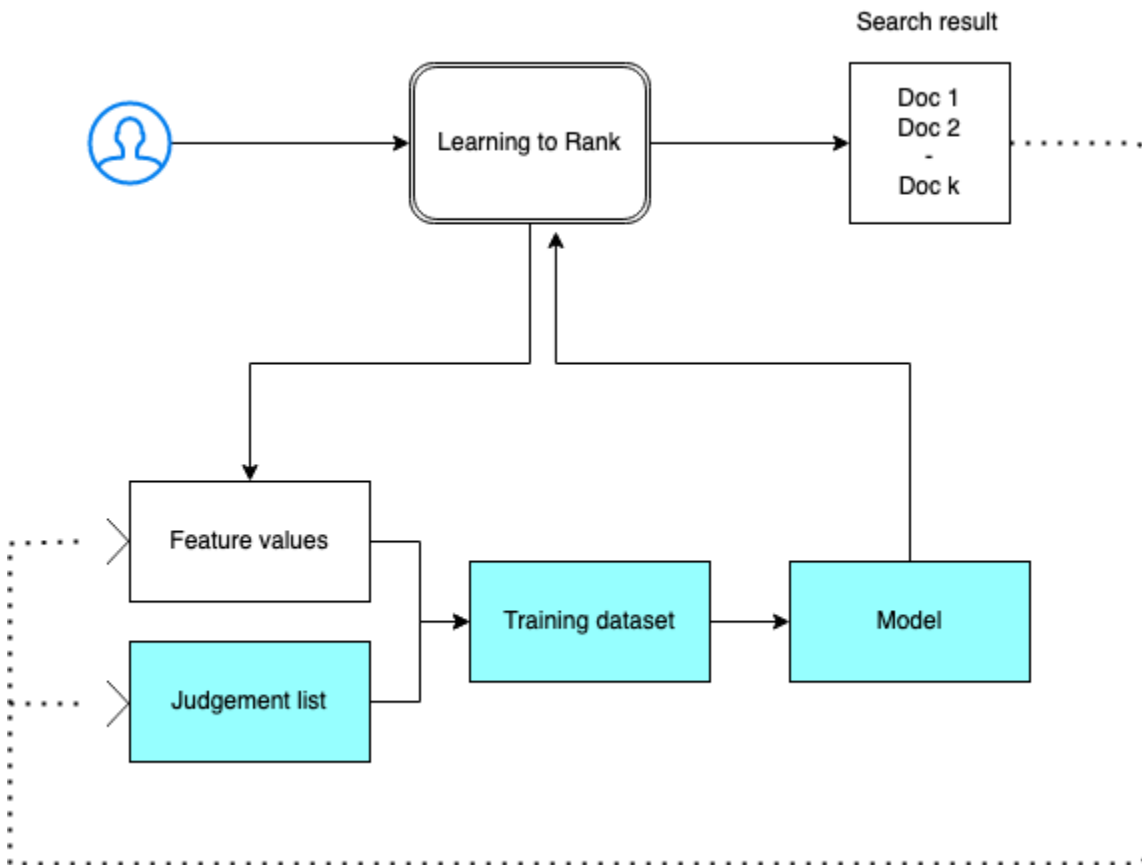 Search result
Learning to Rank
Doc 1
Doc 2
-
Doc k
Feature values
Training dataset
Model
Judgement list